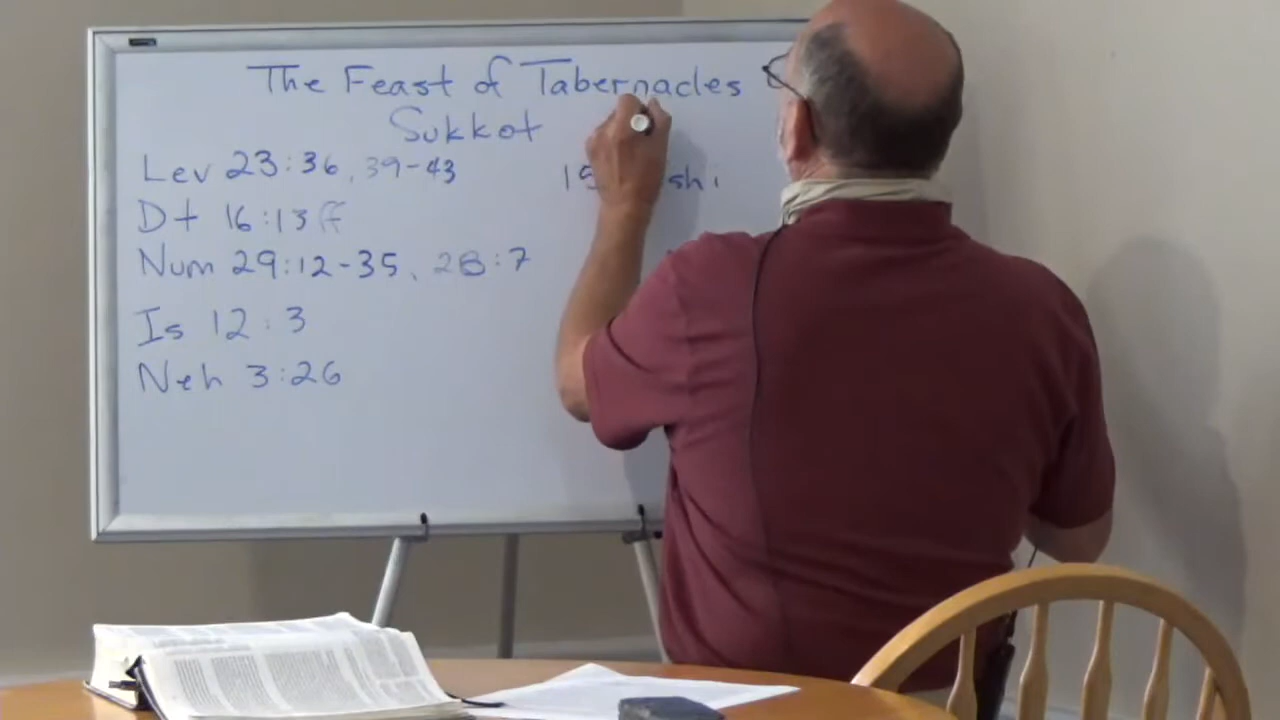 The Feast of Tabernacles
Sukkot
Lev 23:36, 39-43
Dt 16:13ff
Num 29:12-35, 28:7
Is 12:3
Neh 3:26